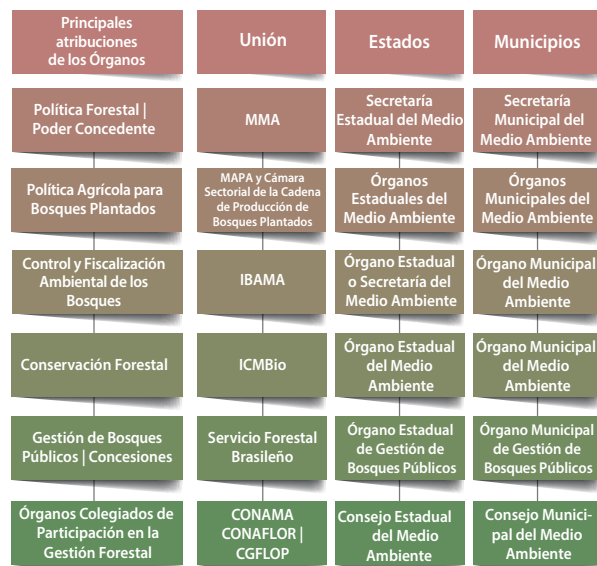 Principales
atribuciones
de los Órganos
Unión
Estados
Municipios
Política Forestal |
Poder Concedente
MMA
Secretaría
Estadual del Medio
Ambiente
Secretaría
Municipal del
Medio Ambiente
Política Agrícola para
Bosques Plantados
MAPA y Cámara
Sectorial de la Cadena
de Producción de
Bosques Plantados
Órganos
Estaduales del
Medio Ambiente
Órganos
Municipales del
Medio Ambiente
Control y Fiscalización
Ambiental de los
Bosques
IBAMA
Órgano Estadual
o Secretaría del
Medio Ambiente
Órgano Municipal
del Medio
Ambiente
Conservación Forestal
ICMBio
Órgano Estadual
del Medio
Ambiente
Órgano Municipal
del Medio
Ambiente
Gestión de Bosques
Públicos | Concesiones
Servicio Forestal
Brasileño
Órgano Estadual
de Gestión de
Bosques Públicos
Órgano Municipal
de Gestión de
Bosques Públicos
Órganos Colegiados de
Participación en la
Gestión Forestal
CONAMA
CONAFLOR |
CGFLOP
Consejo Estadual
del Medio
Ambiente
Consejo Munici-
pal del Medio
Ambiente